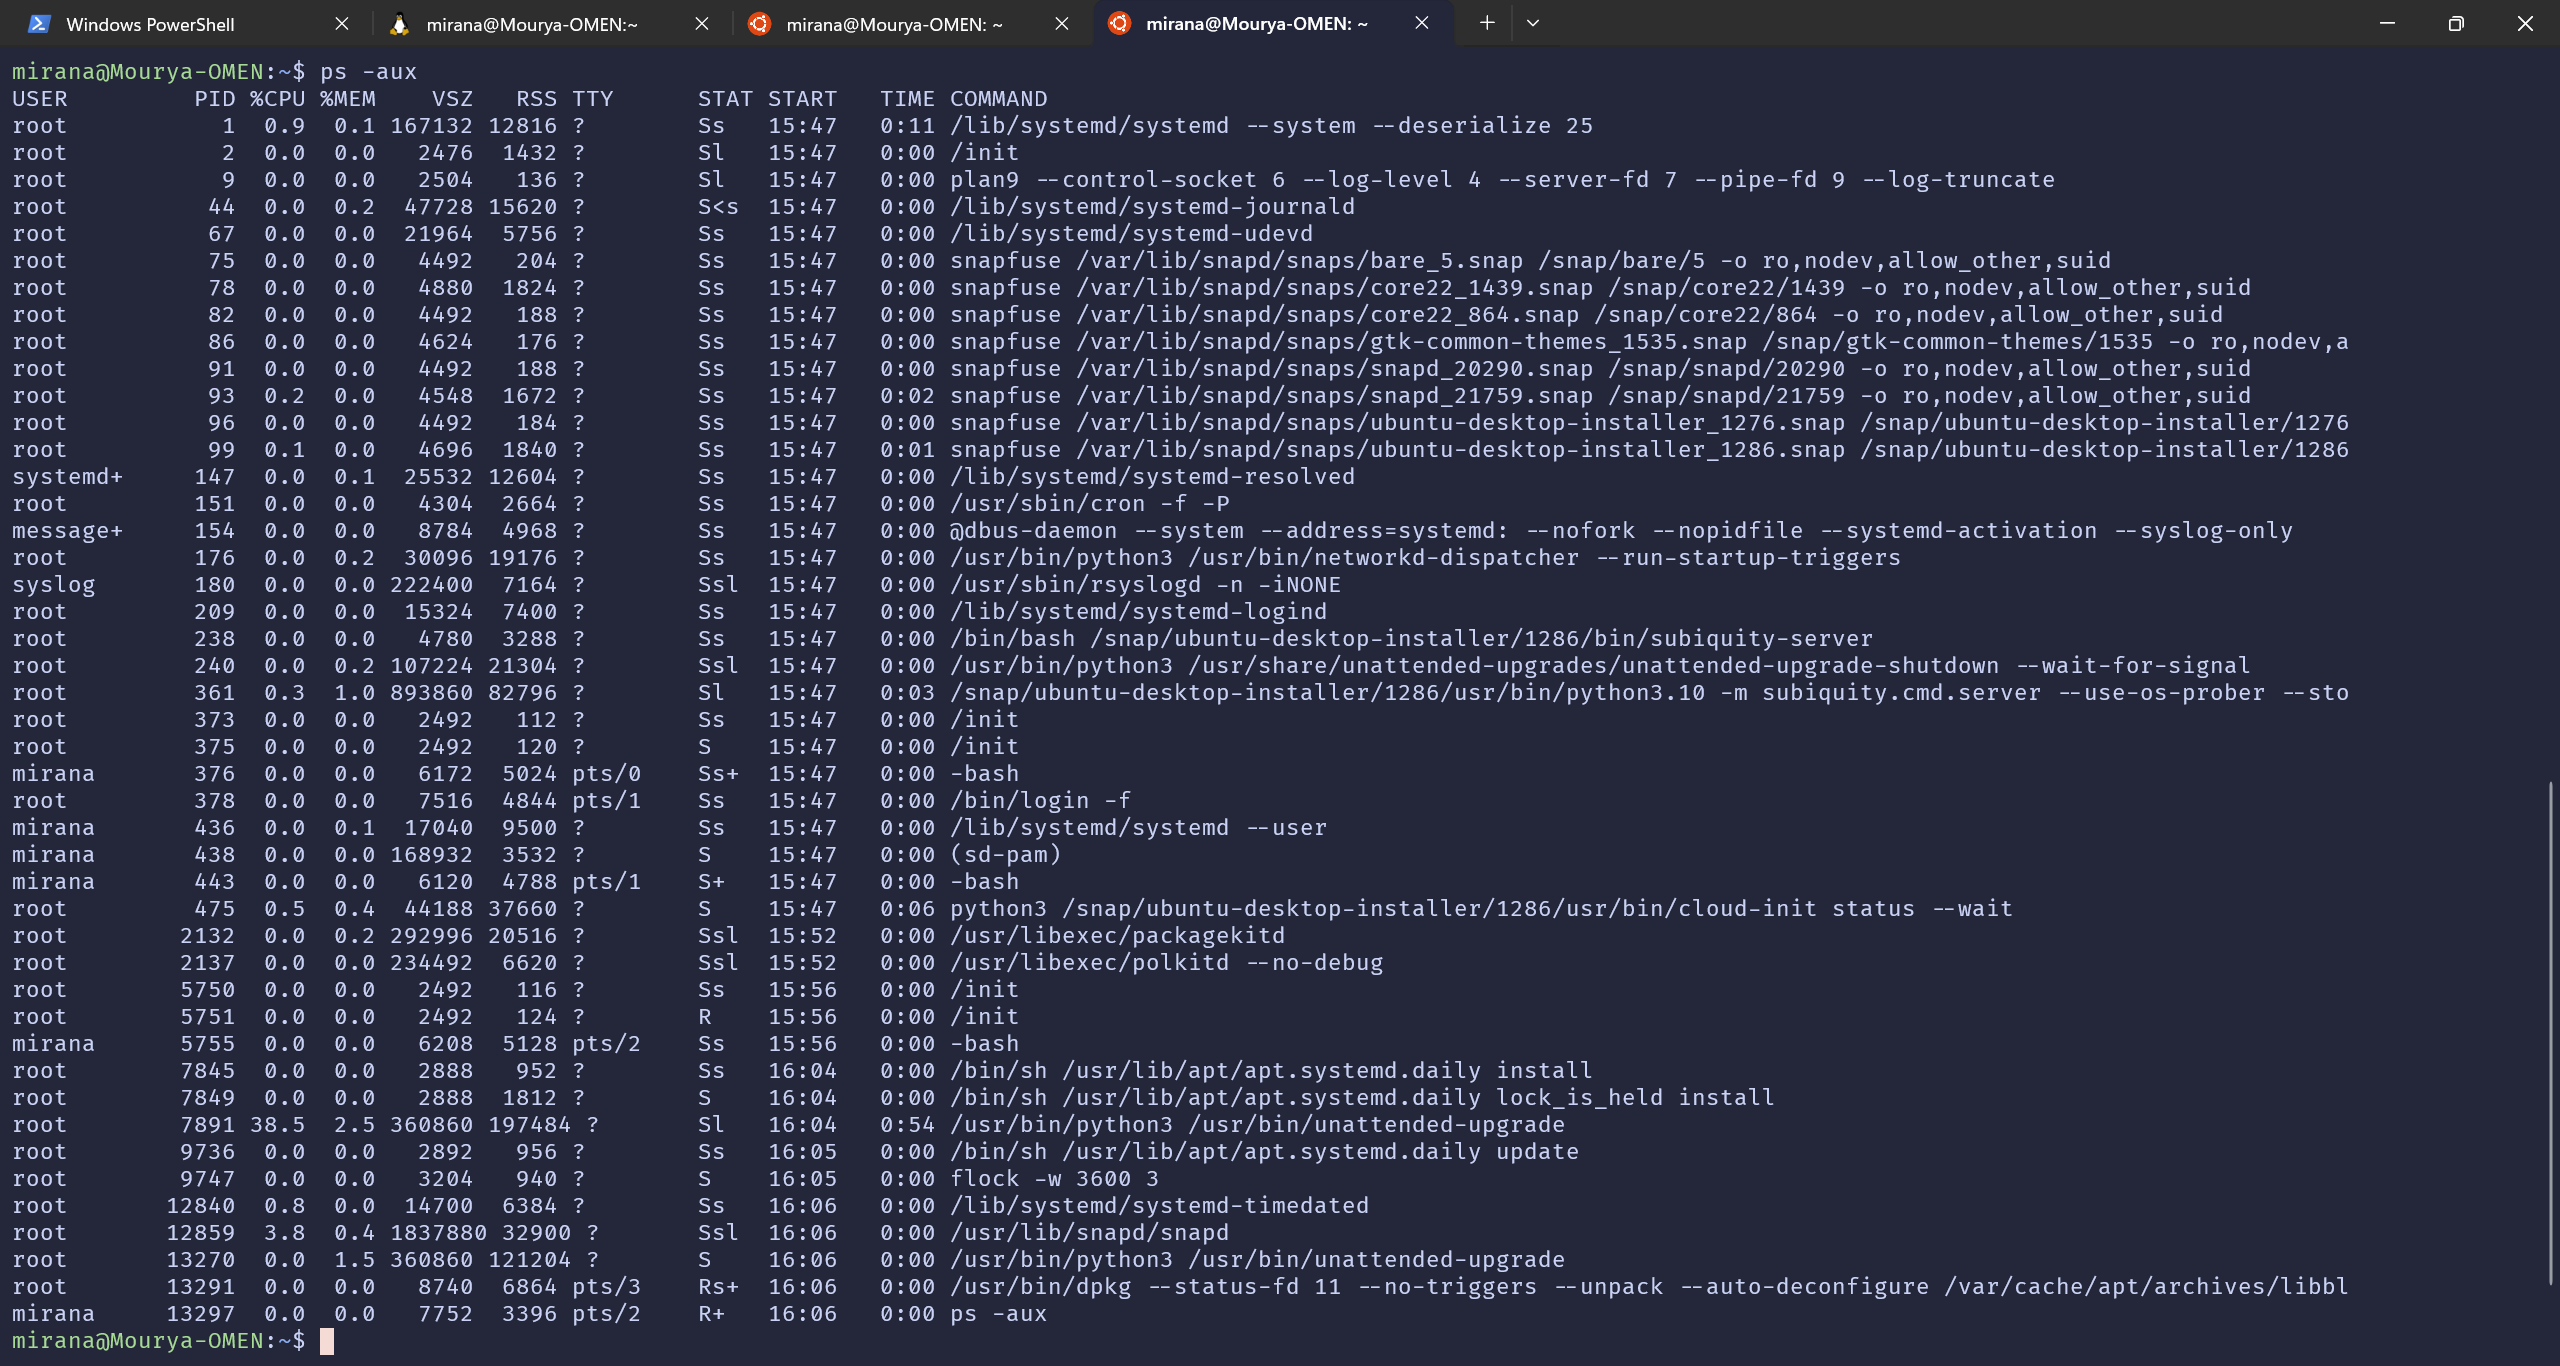 Windows PowerShell
mirana@Mourya-OMEN:~
mirana@Mourya-OMEN: ~
mirana@Mourya-OMEN: ~
mirana@Mourya-OMEN:~$ ps -aux
USER         PID %CPU %MEM    VSZ   RSS TTY      STAT START   TIME COMMAND
root           1  0.9  0.1 167132 12816 ?        Ss   15:47   0:11 /lib/systemd/systemd --system --deserialize 25
root           2  0.0  0.0   2476  1432 ?        Sl   15:47   0:00 /init
root           9  0.0  0.0   2504   136 ?        Sl   15:47   0:00 plan9 --control-socket 6 --log-level 4 --server-fd 7 --pipe-fd 9 --log-truncate
root          44  0.0  0.2  47728 15620 ?        S<s  15:47   0:00 /lib/systemd/systemd-journald
root          67  0.0  0.0  21964  5756 ?        Ss   15:47   0:00 /lib/systemd/systemd-udevd
root          75  0.0  0.0   4492   204 ?        Ss   15:47   0:00 snapfuse /var/lib/snapd/snaps/bare_5.snap /snap/bare/5 -o ro,nodev,allow_other,suid
root          78  0.0  0.0   4880  1824 ?        Ss   15:47   0:00 snapfuse /var/lib/snapd/snaps/core22_1439.snap /snap/core22/1439 -o ro,nodev,allow_other,suid
root          82  0.0  0.0   4492   188 ?        Ss   15:47   0:00 snapfuse /var/lib/snapd/snaps/core22_864.snap /snap/core22/864 -o ro,nodev,allow_other,suid
root          86  0.0  0.0   4624   176 ?        Ss   15:47   0:00 snapfuse /var/lib/snapd/snaps/gtk-common-themes_1535.snap /snap/gtk-common-themes/1535 -o ro,nodev,a
root          91  0.0  0.0   4492   188 ?        Ss   15:47   0:00 snapfuse /var/lib/snapd/snaps/snapd_20290.snap /snap/snapd/20290 -o ro,nodev,allow_other,suid
root          93  0.2  0.0   4548  1672 ?        Ss   15:47   0:02 snapfuse /var/lib/snapd/snaps/snapd_21759.snap /snap/snapd/21759 -o ro,nodev,allow_other,suid
root          96  0.0  0.0   4492   184 ?        Ss   15:47   0:00 snapfuse /var/lib/snapd/snaps/ubuntu-desktop-installer_1276.snap /snap/ubuntu-desktop-installer/1276
root          99  0.1  0.0   4696  1840 ?        Ss   15:47   0:01 snapfuse /var/lib/snapd/snaps/ubuntu-desktop-installer_1286.snap /snap/ubuntu-desktop-installer/1286
systemd+     147  0.0  0.1  25532 12604 ?        Ss   15:47   0:00 /lib/systemd/systemd-resolved
root         151  0.0  0.0   4304  2664 ?        Ss   15:47   0:00 /usr/sbin/cron -f -P
message+     154  0.0  0.0   8784  4968 ?        Ss   15:47   0:00 @dbus-daemon --system --address=systemd: --nofork --nopidfile --systemd-activation --syslog-only
root         176  0.0  0.2  30096 19176 ?        Ss   15:47   0:00 /usr/bin/python3 /usr/bin/networkd-dispatcher --run-startup-triggers
syslog       180  0.0  0.0 222400  7164 ?        Ssl  15:47   0:00 /usr/sbin/rsyslogd -n -iNONE
root         209  0.0  0.0  15324  7400 ?        Ss   15:47   0:00 /lib/systemd/systemd-logind
root         238  0.0  0.0   4780  3288 ?        Ss   15:47   0:00 /bin/bash /snap/ubuntu-desktop-installer/1286/bin/subiquity-server
root         240  0.0  0.2 107224 21304 ?        Ssl  15:47   0:00 /usr/bin/python3 /usr/share/unattended-upgrades/unattended-upgrade-shutdown --wait-for-signal
root         361  0.3  1.0 893860 82796 ?        Sl   15:47   0:03 /snap/ubuntu-desktop-installer/1286/usr/bin/python3.10 -m subiquity.cmd.server --use-os-prober --sto
root         373  0.0  0.0   2492   112 ?        Ss   15:47   0:00 /init
root         375  0.0  0.0   2492   120 ?        S    15:47   0:00 /init
mirana       376  0.0  0.0   6172  5024 pts/0    Ss+  15:47   0:00 -bash
root         378  0.0  0.0   7516  4844 pts/1    Ss   15:47   0:00 /bin/login -f
mirana       436  0.0  0.1  17040  9500 ?        Ss   15:47   0:00 /lib/systemd/systemd --user
mirana       438  0.0  0.0 168932  3532 ?        S    15:47   0:00 (sd-pam)
mirana       443  0.0  0.0   6120  4788 pts/1    S+   15:47   0:00 -bash
root         475  0.5  0.4  44188 37660 ?        S    15:47   0:06 python3 /snap/ubuntu-desktop-installer/1286/usr/bin/cloud-init status --wait
root        2132  0.0  0.2 292996 20516 ?        Ssl  15:52   0:00 /usr/libexec/packagekitd
root        2137  0.0  0.0 234492  6620 ?        Ssl  15:52   0:00 /usr/libexec/polkitd --no-debug
root        5750  0.0  0.0   2492   116 ?        Ss   15:56   0:00 /init
root        5751  0.0  0.0   2492   124 ?        R    15:56   0:00 /init
mirana      5755  0.0  0.0   6208  5128 pts/2    Ss   15:56   0:00 -bash
root        7845  0.0  0.0   2888   952 ?        Ss   16:04   0:00 /bin/sh /usr/lib/apt/apt.systemd.daily install
root        7849  0.0  0.0   2888  1812 ?        S    16:04   0:00 /bin/sh /usr/lib/apt/apt.systemd.daily lock_is_held install
root        7891 38.5  2.5 360860 197484 ?       Sl   16:04   0:54 /usr/bin/python3 /usr/bin/unattended-upgrade
root        9736  0.0  0.0   2892   956 ?        Ss   16:05   0:00 /bin/sh /usr/lib/apt/apt.systemd.daily update
root        9747  0.0  0.0   3204   940 ?        S    16:05   0:00 flock -w 3600 3
root       12840  0.8  0.0  14700  6384 ?        Ss   16:06   0:00 /lib/systemd/systemd-timedated
root       12859  3.8  0.4 1837880 32900 ?       Ssl  16:06   0:00 /usr/lib/snapd/snapd
root       13270  0.0  1.5 360860 121204 ?       S    16:06   0:00 /usr/bin/python3 /usr/bin/unattended-upgrade
root       13291  0.0  0.0   8740  6864 pts/3    Rs+  16:06   0:00 /usr/bin/dpkg --status-fd 11 --no-triggers --unpack --auto-deconfigure /var/cache/apt/archives/libbl
mirana     13297  0.0  0.0   7752  3396 pts/2    R+   16:06   0:00 ps -aux
mirana@Mourya-OMEN:~$